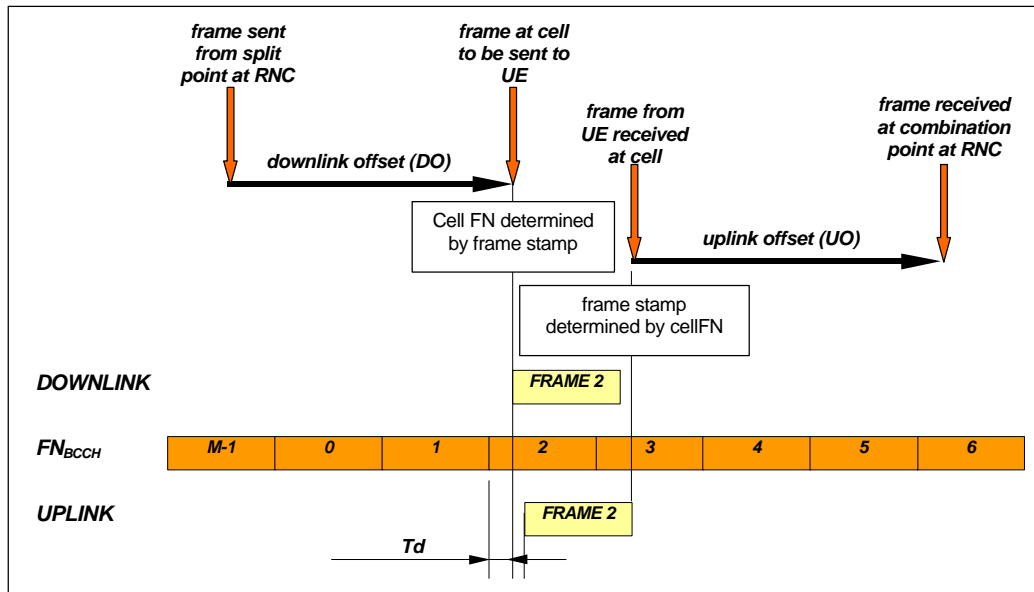 frame sent
from split
point at RNC
frame at cell
to be sent to
UE
frame from
UE received
at cell
frame received
at combination
point at RNC
downlink offset (DO)
Cell FN determined
by frame stamp
uplink offset (UO)
frame stamp
determined by cellFN
DOWNLINK
FRAME 2
FNBCCH
M-1 0 1 2 3 4 5 6
UPLINK
FRAME 2
Td